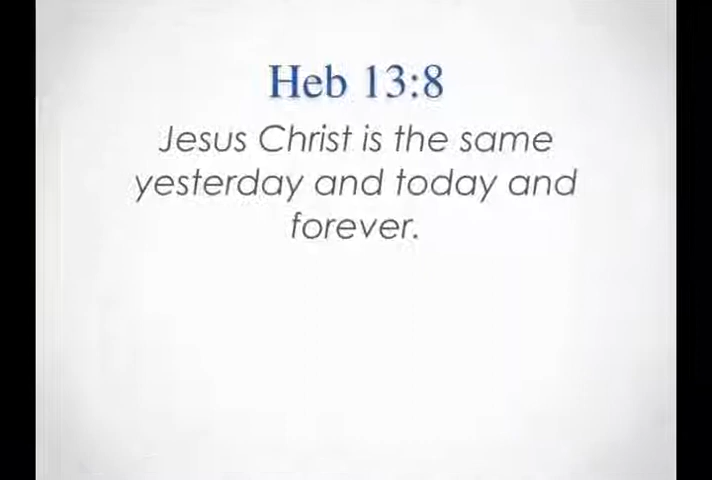 Heb 13:8
Jesus Christ is the same
yesterday and today and
forever.